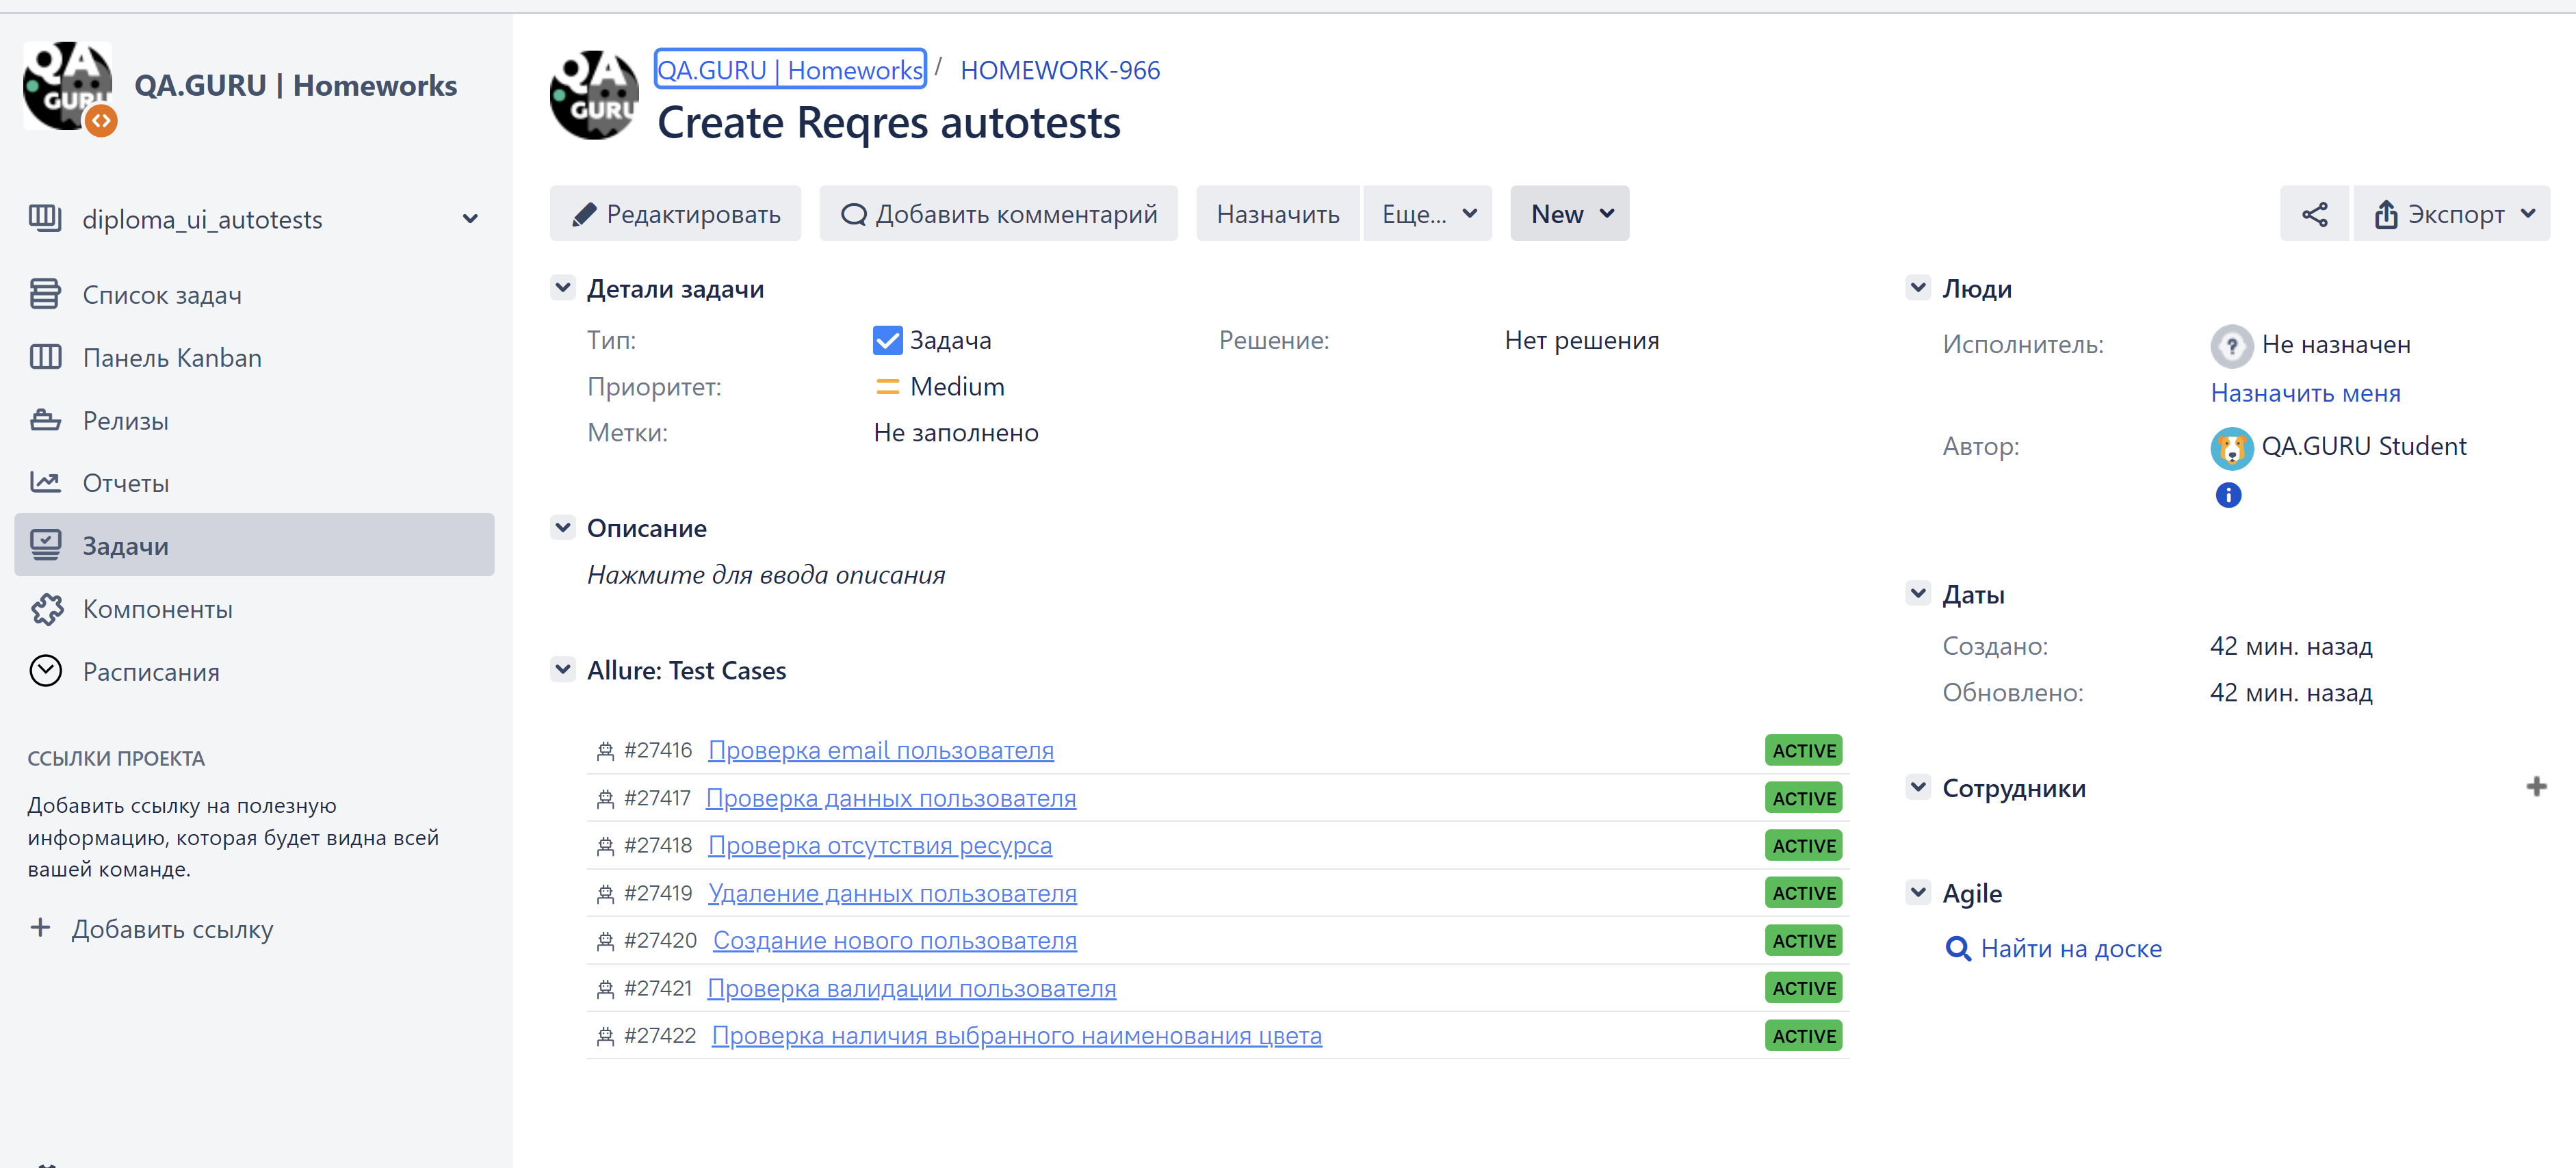 QA GURU
QA.GURU | Homeworks
diploma_ui_autotests
Список задач
Панель Kanban
Релизы
Отчеты
Задачи
Компоненты
Расписания
ССЫЛКИ ПРОЕКТА
Добавить ссылку на полезную
информацию, которая будет видна всей
вашей команде.
+ Добавить ссылку
QA GURU
QA.GURU | Homeworks / HOMEWORK-966
Create Reqres autotests
Редактировать Добавить комментарий Назначить Еще... New Экспорт
Детали задачи
Тип: Задача Решение: Нет решения
Приоритет: Medium
Метки: Не заполнено
Описание
Нажмите для ввода описания
Allure: Test Cases
#27416 Проверка email пользователя ACTIVE
#27417 Проверка данных пользователя ACTIVE
#27418 Проверка отсутствия ресурса ACTIVE
#27419 Удаление данных пользователя ACTIVE
#27420 Создание нового пользователя ACTIVE
#27421 Проверка валидации пользователя ACTIVE
#27422 Проверка наличия выбранного наименования цвета ACTIVE
Люди
Исполнитель: Не назначен
Назначить меня
Автор: QA.GURU Student
Даты
Создано: 42 мин. назад
Обновлено: 42 мин. назад
Сотрудники
Agile
Найти на доске